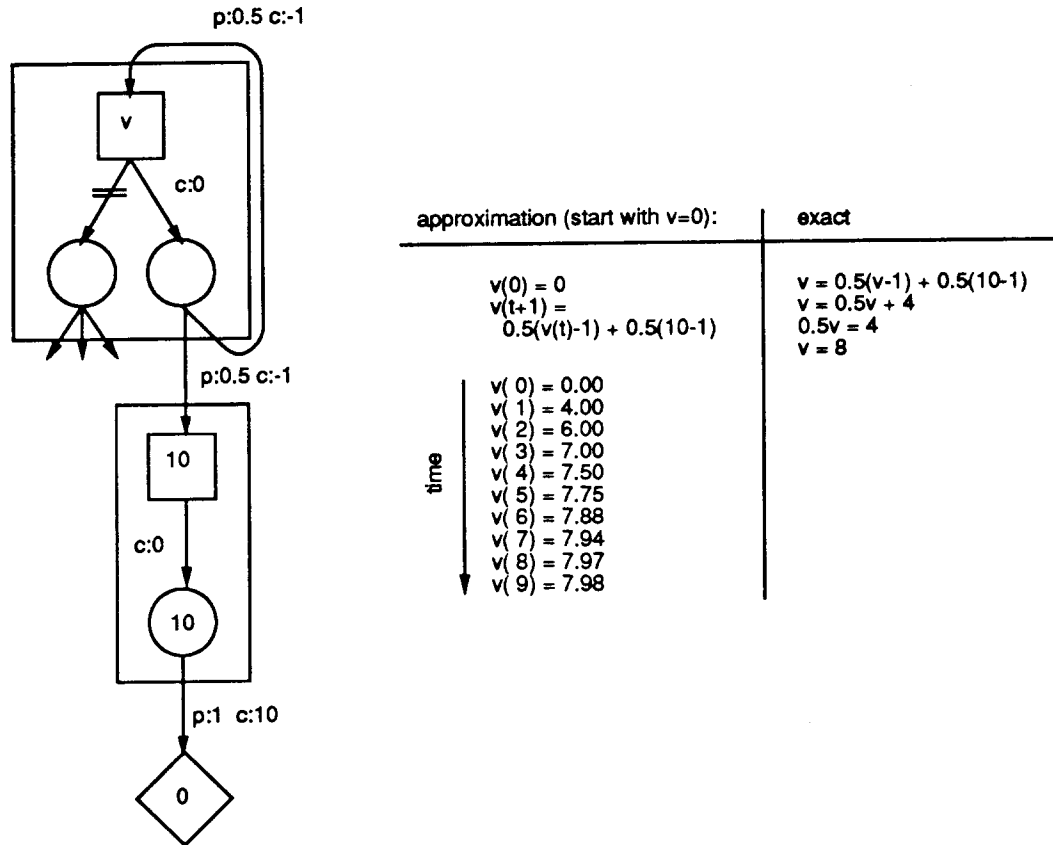 p:0.5 c:-1
v
c:0
p:0.5 c:-1
10
c:0
10
p:1 c:10
0
approximation (start with v=0):
exact
v(0) = 0
v(t+1) =
0.5(v(t)-1) + 0.5(10-1)
v = 0.5(v-1) + 0.5(10-1)
v = 0.5v + 4
0.5v = 4
v = 8
time
v( 0) = 0.00
v( 1) = 4.00
v( 2) = 6.00
v( 3) = 7.00
v( 4) = 7.50
v( 5) = 7.75
v( 6) = 7.88
v( 7) = 7.94
v( 8) = 7.97
v( 9) = 7.98